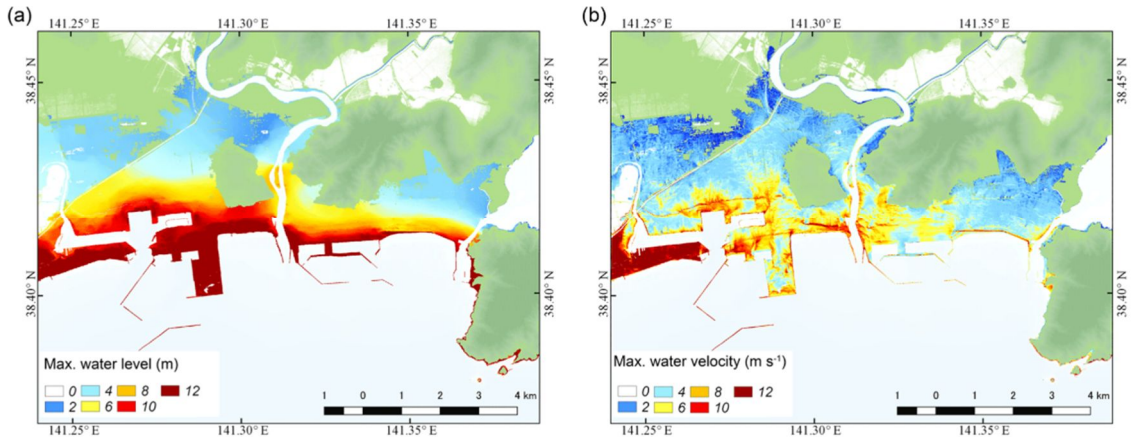 (a)
141.25° E 141.30° E 141.35° E
38.45° N 38.45° N
38.40° N 38.40° N
Max. water level (m)
0 4 8 12
2 6 10
1 0 1 2 3 4 km
141.25° E 141.30° E 141.35° E
(b)
141.25° E 141.30° E 141.35° E
38.45° N 38.45° N
38.40° N 38.40° N
Max. water velocity (m s⁻¹)
0 4 8 12
2 6 10
1 0 1 2 3 4 km
141.25° E 141.30° E 141.35° E